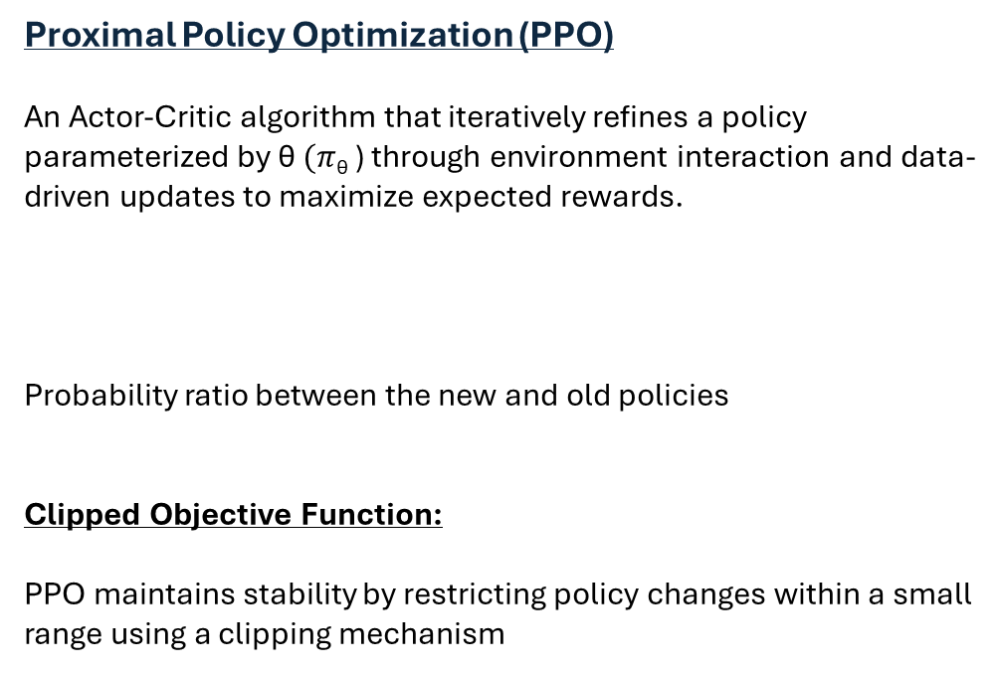 Proximal Policy Optimization (PPO)
An Actor-Critic algorithm that iteratively refines a policy
parameterized by θ (π_θ) through environment interaction and data-
driven updates to maximize expected rewards.
Probability ratio between the new and old policies
Clipped Objective Function:
PPO maintains stability by restricting policy changes within a small
range using a clipping mechanism